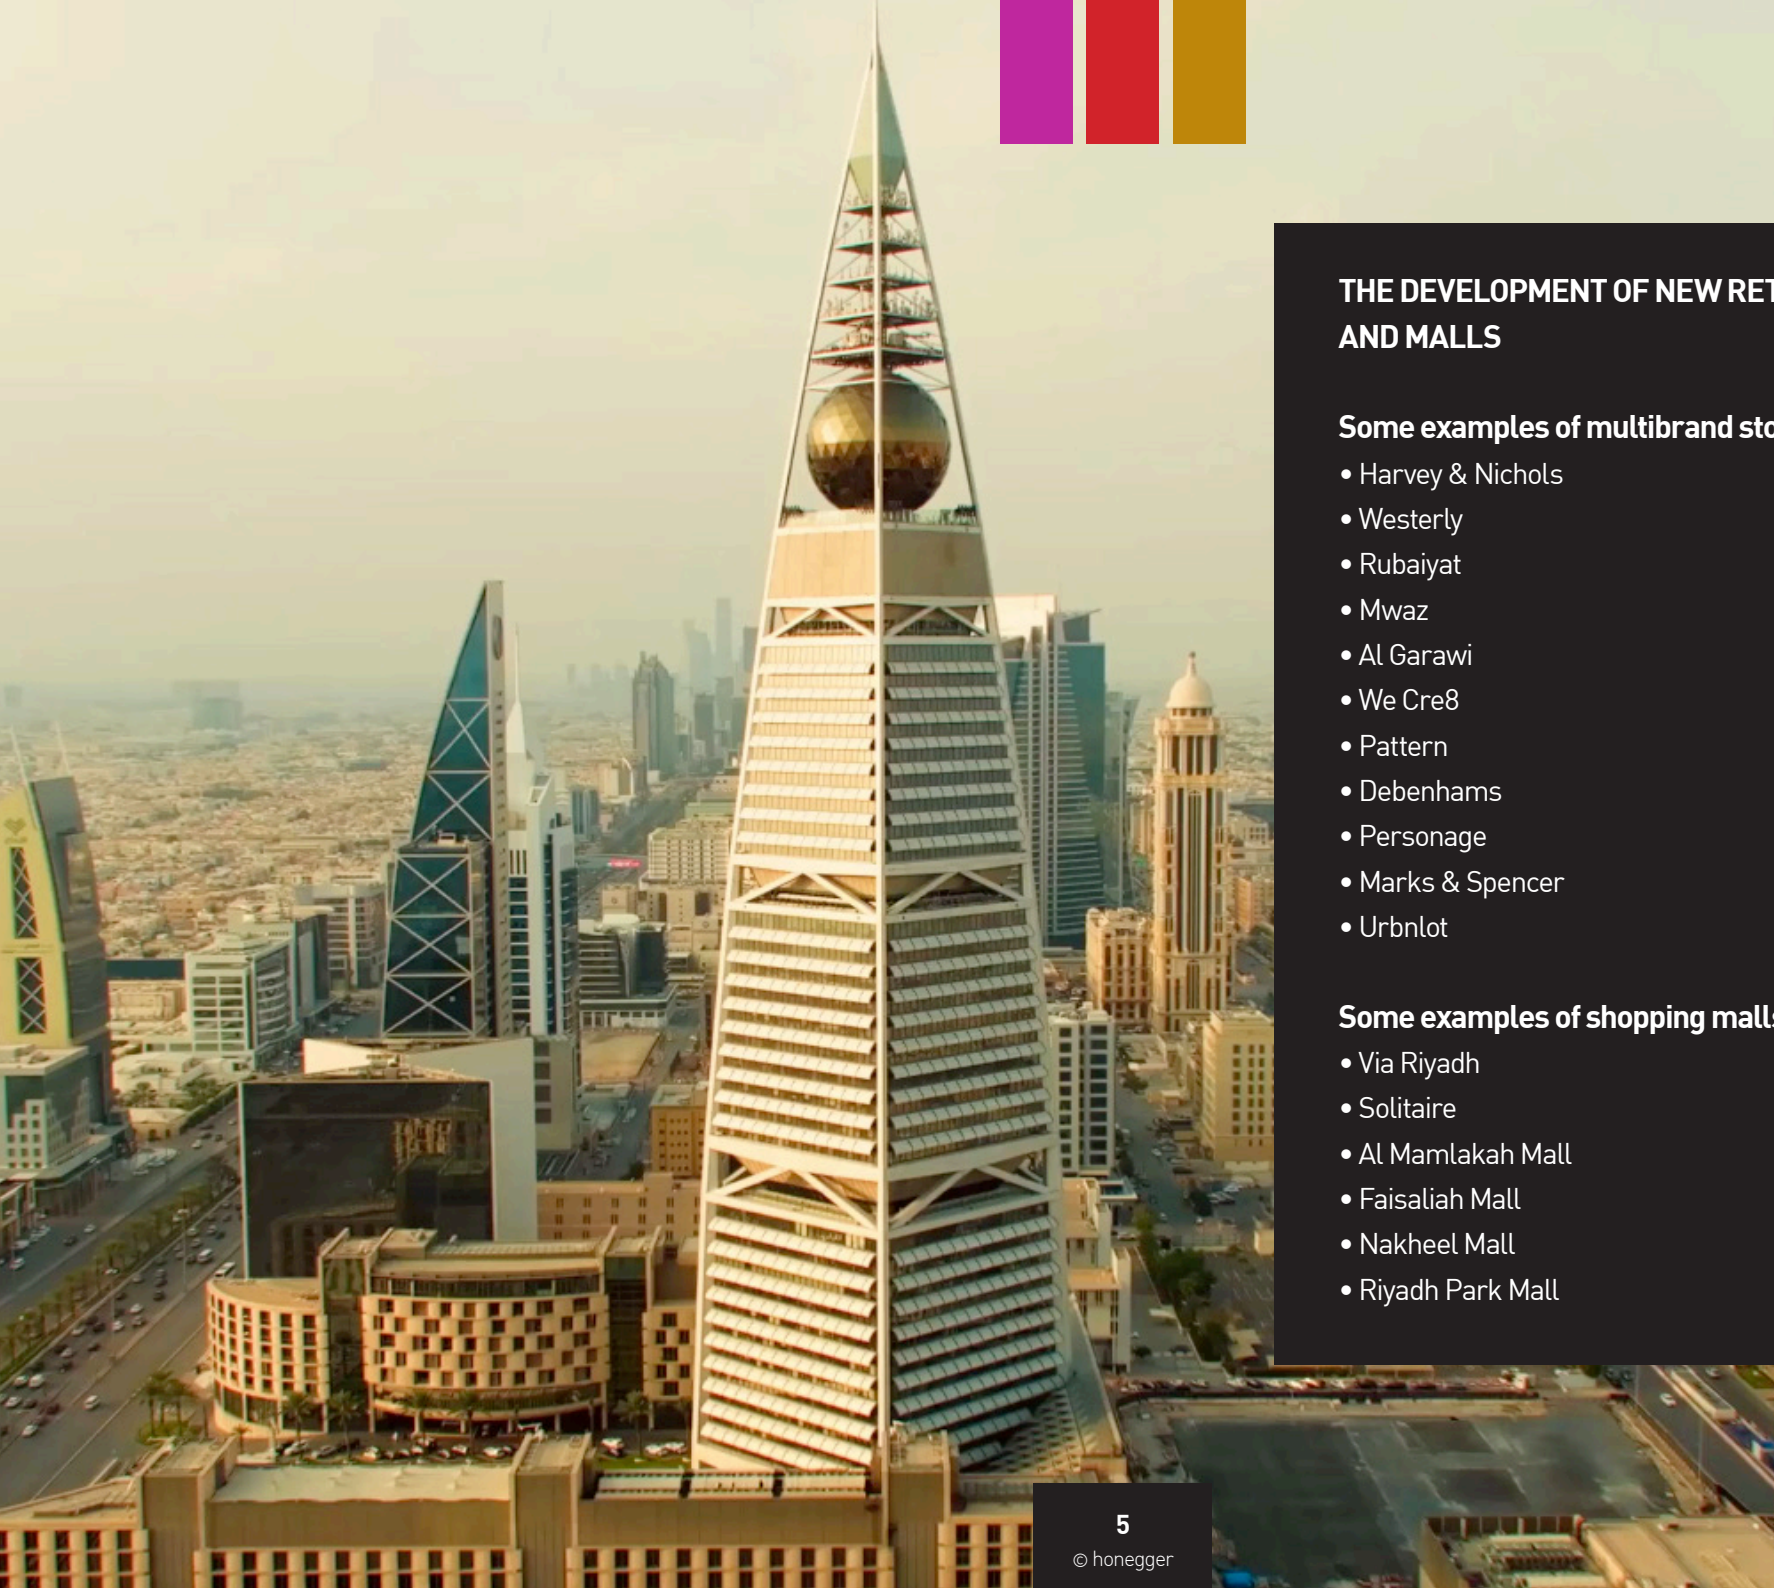 THE DEVELOPMENT OF NEW RET
AND MALLS
Some examples of multibrand sto
• Harvey & Nichols
• Westerly
• Rubaiyat
• Mwaz
• Al Garawi
• We Cre8
• Pattern
• Debenhams
• Personage
• Marks & Spencer
• Urbnlot
Some examples of shopping malls
• Via Riyadh
• Solitaire
• Al Mamlakah Mall
• Faisaliah Mall
• Nakheel Mall
• Riyadh Park Mall
5
© honegger